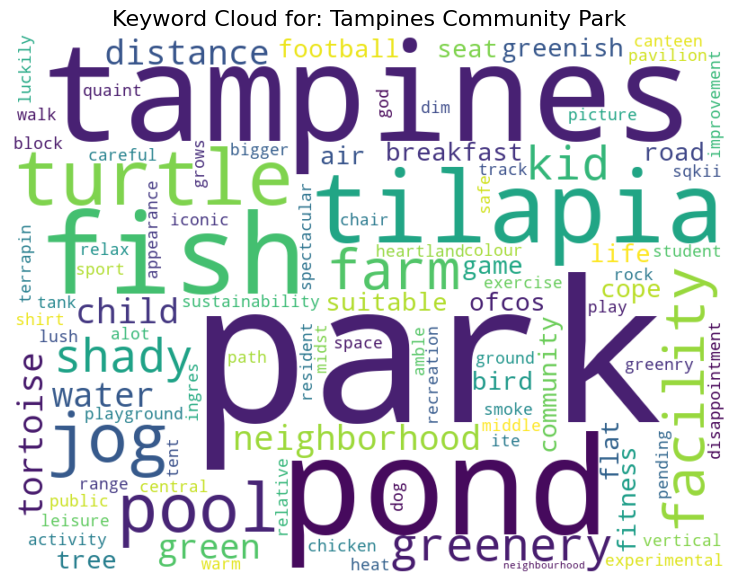 Keyword Cloud for: Tampines Community Park
luckily
distance
football
seat
greenish
canteen
pavilion
tampines
quaint
god
dim
picture
improvement
walk
block
careful
grows
bigger
air
breakfast
kid
road
track
sqkii
turtle
appearance
iconic
spectacular
chair
tilapia
safe
terrapin
relax
sport
fish
farm
heartland
colour
game
life
student
tank
shirt
child
sustainability
suitable
exercise
ofcos
rock
cope
play
lush
alot
shady
path
resident
midst
space
park
amble
recreation
ground
bird
community
greenry
facility
disappointment
tortoise
water
playground
ingres
smoke
middle
ite
jog
tent
neighborhood
flat
fitness
pending
range
central
public
leisure
pool
relative
pond
dog
activity
tree
green
warm
chicken
heat
greenery
neighbourhood
vertical
experimental